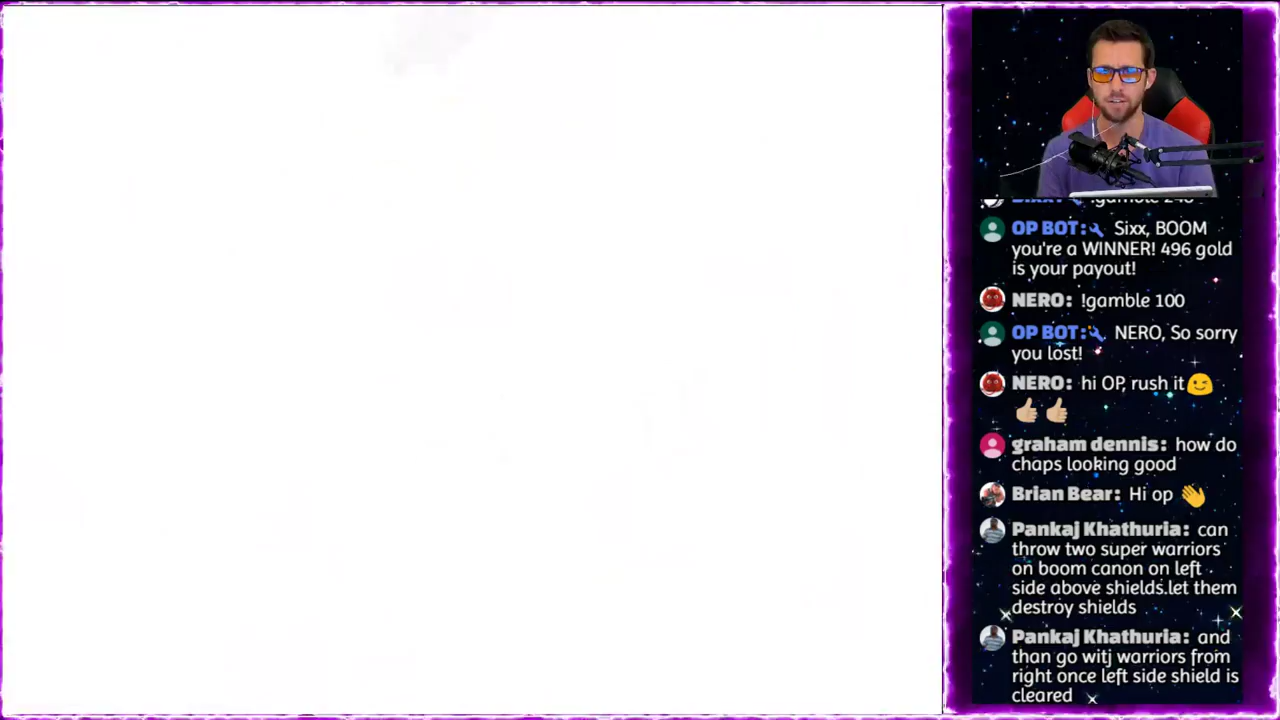 !gamble 248
OP BOT: Sixx, BOOM
you're a WINNER! 496 gold
is your payout!
NERO: !gamble 100
OP BOT: NERO, So sorry
you lost!
NERO: hi OP, rush it😉
👍🏼 👍🏼
graham dennis: how do
chaps looking good
Brian Bear: Hi op 👋
Pankaj Khathuria: can
throw two super warriors
on boom canon on left
side above shields.let them
destroy shields
Pankaj Khathuria: and
than go witj warriors from
right once left side shield is
cleared